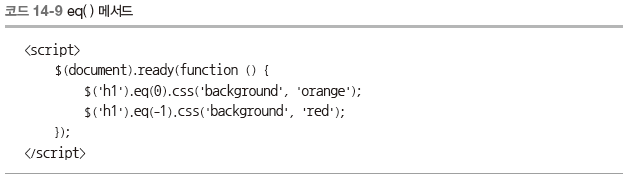 코드 14-9 eq() 메서드
<script>
$(document).ready(function () {
$('h1').eq(0).css('background', 'orange');
$('h1').eq(-1).css('background', 'red');
});
</script>